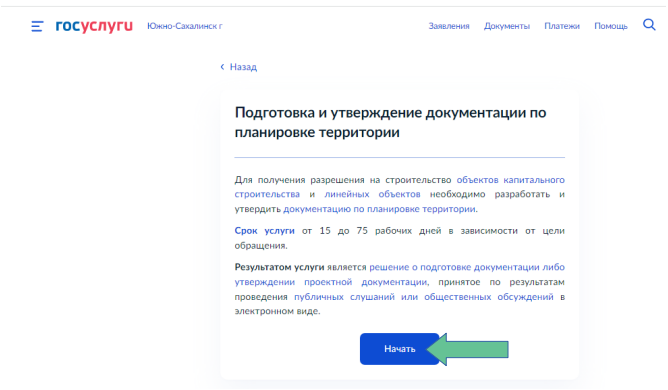 госуслуги Южно-Сахалинск г Заявления Документы Платежи Помощь
Назад
Подготовка и утверждение документации по
планировке территории
Для получения разрешения на строительство объектов капитального
строительства и линейных объектов необходимо разработать и
утвердить документацию по планировке территории.
Срок услуги от 15 до 75 рабочих дней в зависимости от цели
обращения.
Результатом услуги является решение о подготовке документации либо
утверждении проектной документации, принятое по результатам
проведения публичных слушаний или общественных обсуждений в
электронном виде.
Начать